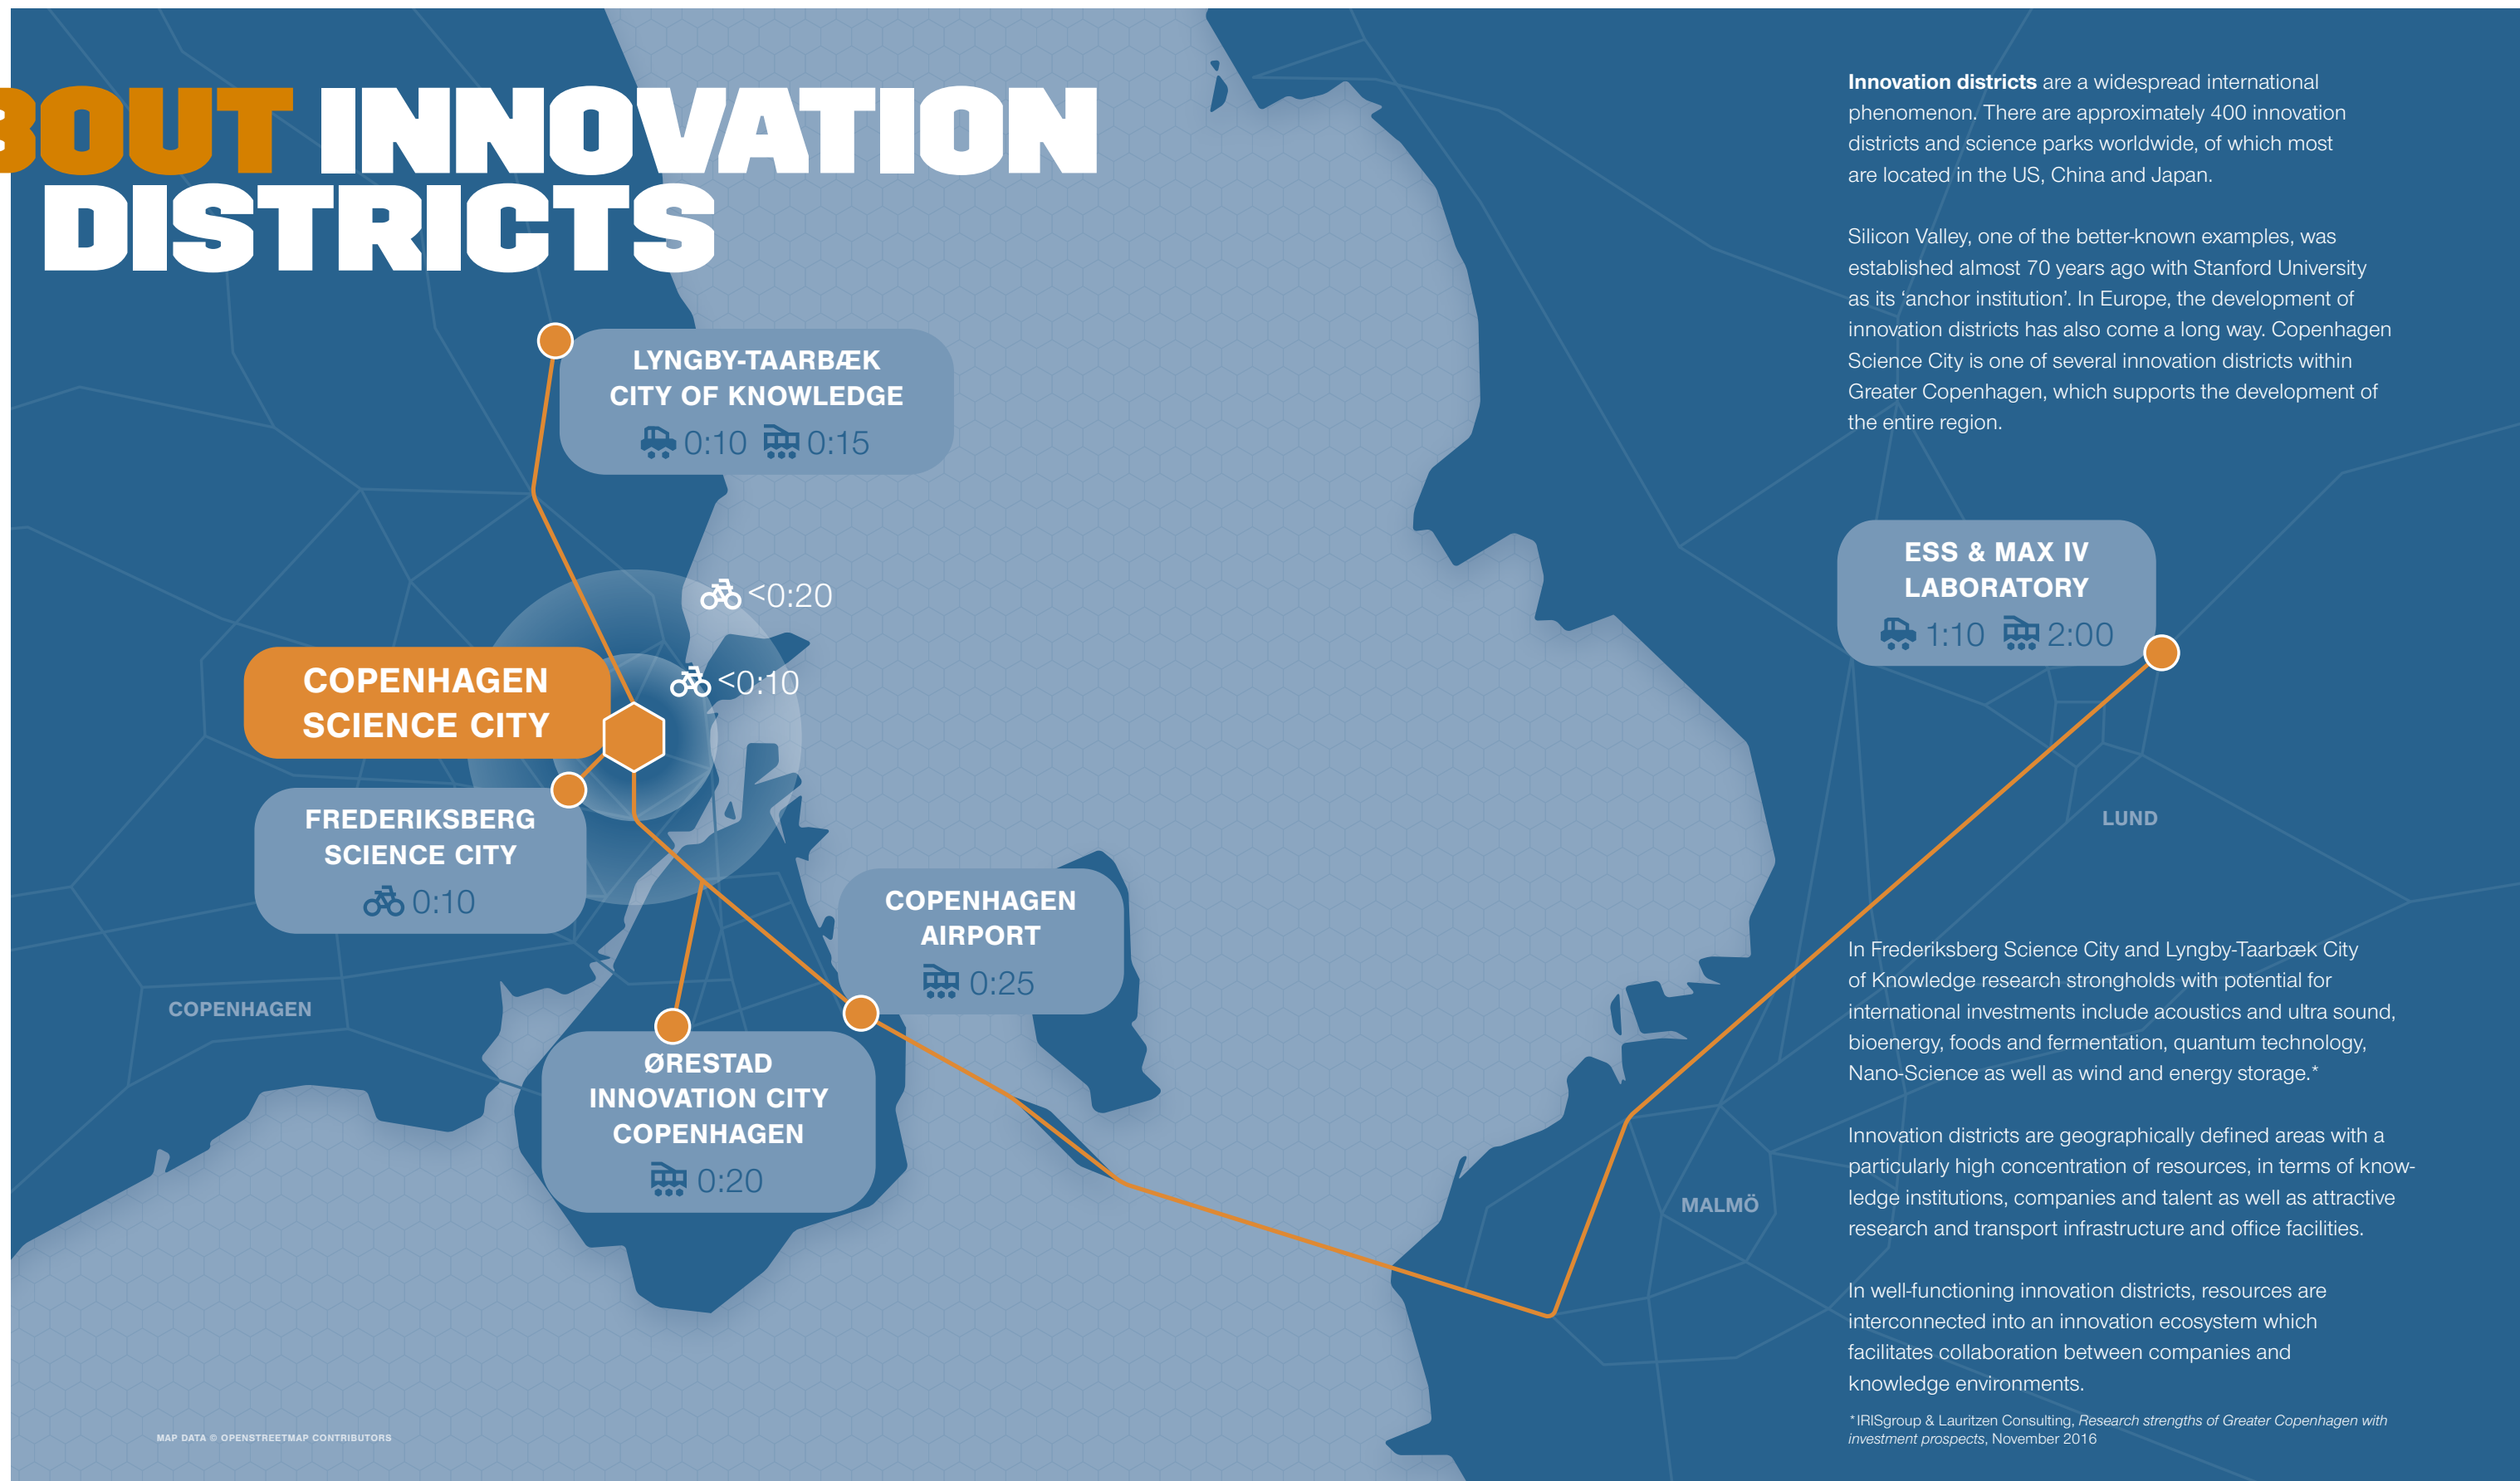 BOUT INNOVATION
DISTRICTS
Innovation districts are a widespread international
phenomenon. There are approximately 400 innovation
districts and science parks worldwide, of which most
are located in the US, China and Japan.
Silicon Valley, one of the better-known examples, was
established almost 70 years ago with Stanford University
as its ‘anchor institution’. In Europe, the development of
innovation districts has also come a long way. Copenhagen
Science City is one of several innovation districts within
Greater Copenhagen, which supports the development of
the entire region.
LYNGBY-TAARBÆK
CITY OF KNOWLEDGE
0:10 0:15
ESS & MAX IV
LABORATORY
1:10 2:00
<0:20
<0:10
COPENHAGEN
SCIENCE CITY
FREDERIKSBERG
SCIENCE CITY
0:10
LUND
COPENHAGEN
AIRPORT
0:25
COPENHAGEN
ØRESTAD
INNOVATION CITY
COPENHAGEN
0:20
MALMÖ
In Frederiksberg Science City and Lyngby-Taarbæk City
of Knowledge research strongholds with potential for
international investments include acoustics and ultra sound,
bioenergy, foods and fermentation, quantum technology,
Nano-Science as well as wind and energy storage.*
Innovation districts are geographically defined areas with a
particularly high concentration of resources, in terms of know-
ledge institutions, companies and talent as well as attractive
research and transport infrastructure and office facilities.
In well-functioning innovation districts, resources are
interconnected into an innovation ecosystem which
facilitates collaboration between companies and
knowledge environments.
*IRISgroup & Lauritzen Consulting, Research strengths of Greater Copenhagen with
investment prospects, November 2016
MAP DATA © OPENSTREETMAP CONTRIBUTORS